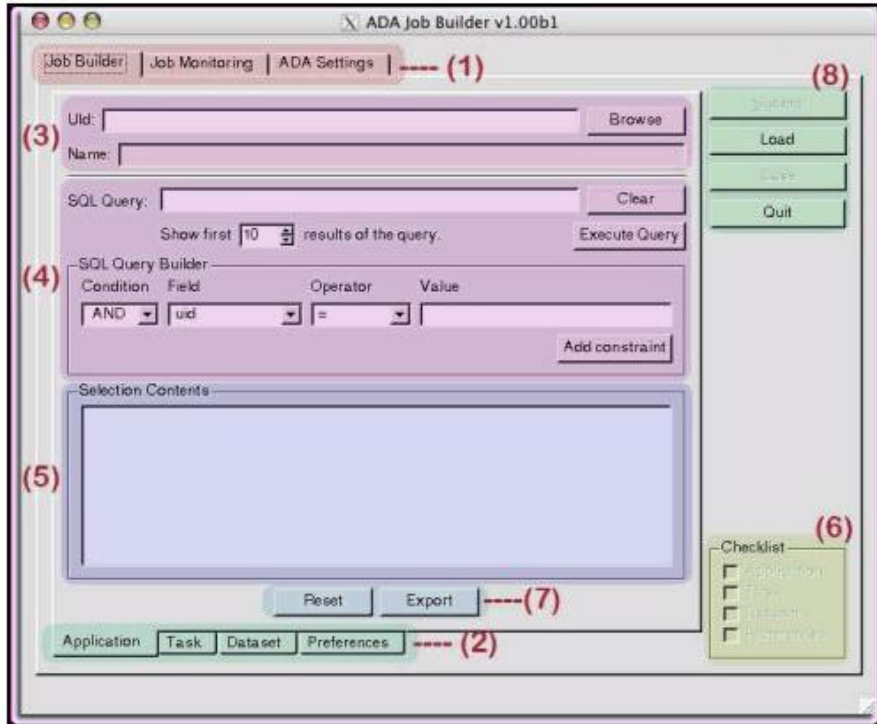 ADA Job Builder v1.00b1
Job Builder Job Monitoring ADA Settings (1)
(8)
(3)
UId: Browse
Name:
Load
SQL Query: Clear
Quit
Show first 10 results of the query. Execute Query
(4)
SQL Query Builder
Condition Field Operator Value
AND uid =
Add constraint
Selection Contents
(5)
(6)
Checklist
Reset Export (7)
Application Task Dataset Preferences (2)